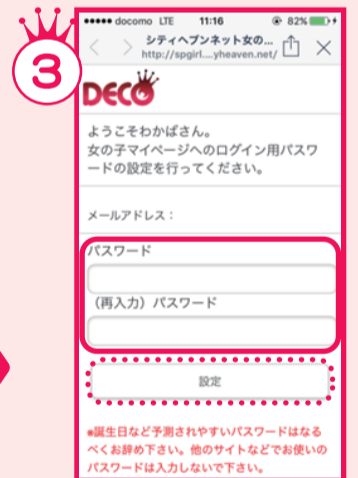 3
docomo LTE 11:16 82%
シティヘブンネット女の...
http://spgirl....yheaven.net/
DECO
ようこそわかばさん。
女の子マイページへのログイン用パスワ
ードの設定を行ってください。
メールアドレス：
パスワード
（再入力）パスワード
設定
※誕生日など予測されやすいパスワードはなる
べくお辞め下さい。他のサイトなどでお使いの
パスワードは入力しないで下さい。